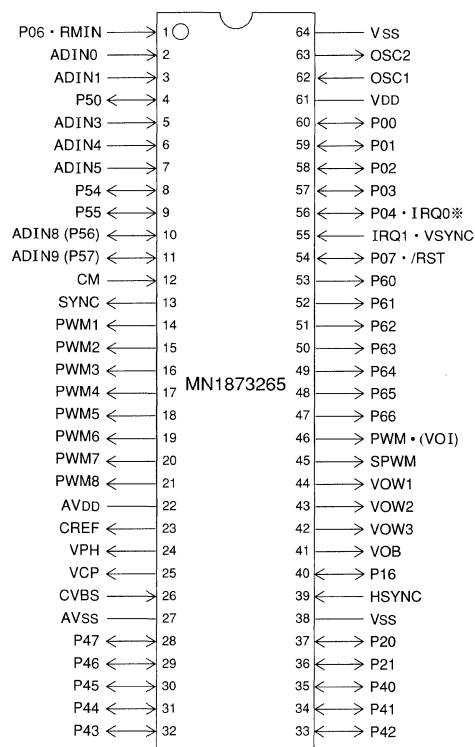 P06・RMIN 1 64 VSS
ADIN0 2 63 OSC2
ADIN1 3 62 OSC1
P50 4 61 VDD
ADIN3 5 60 P00
ADIN4 6 59 P01
ADIN5 7 58 P02
P54 8 57 P03
P55 9 56 P04・IRQ0※
ADIN8 (P56) 10 55 IRQ1・VSYNC
ADIN9 (P57) 11 54 P07・/RST
CM 12 53 P60
SYNC 13 52 P61
PWM1 14 51 P62
PWM2 15 50 P63
PWM3 16 49 P64
MN1873265
PWM4 17 48 P65
PWM5 18 47 P66
PWM6 19 46 PWM・(VOI)
PWM7 20 45 SPWM
PWM8 21 44 VOW1
AVDD 22 43 VOW2
CREF 23 42 VOW3
VPH 24 41 VOB
VCP 25 40 P16
CVBS 26 39 HSYNC
AVSS 27 38 VSS
P47 28 37 P20
P46 29 36 P21
P45 30 35 P40
P44 31 34 P41
P43 32 33 P42